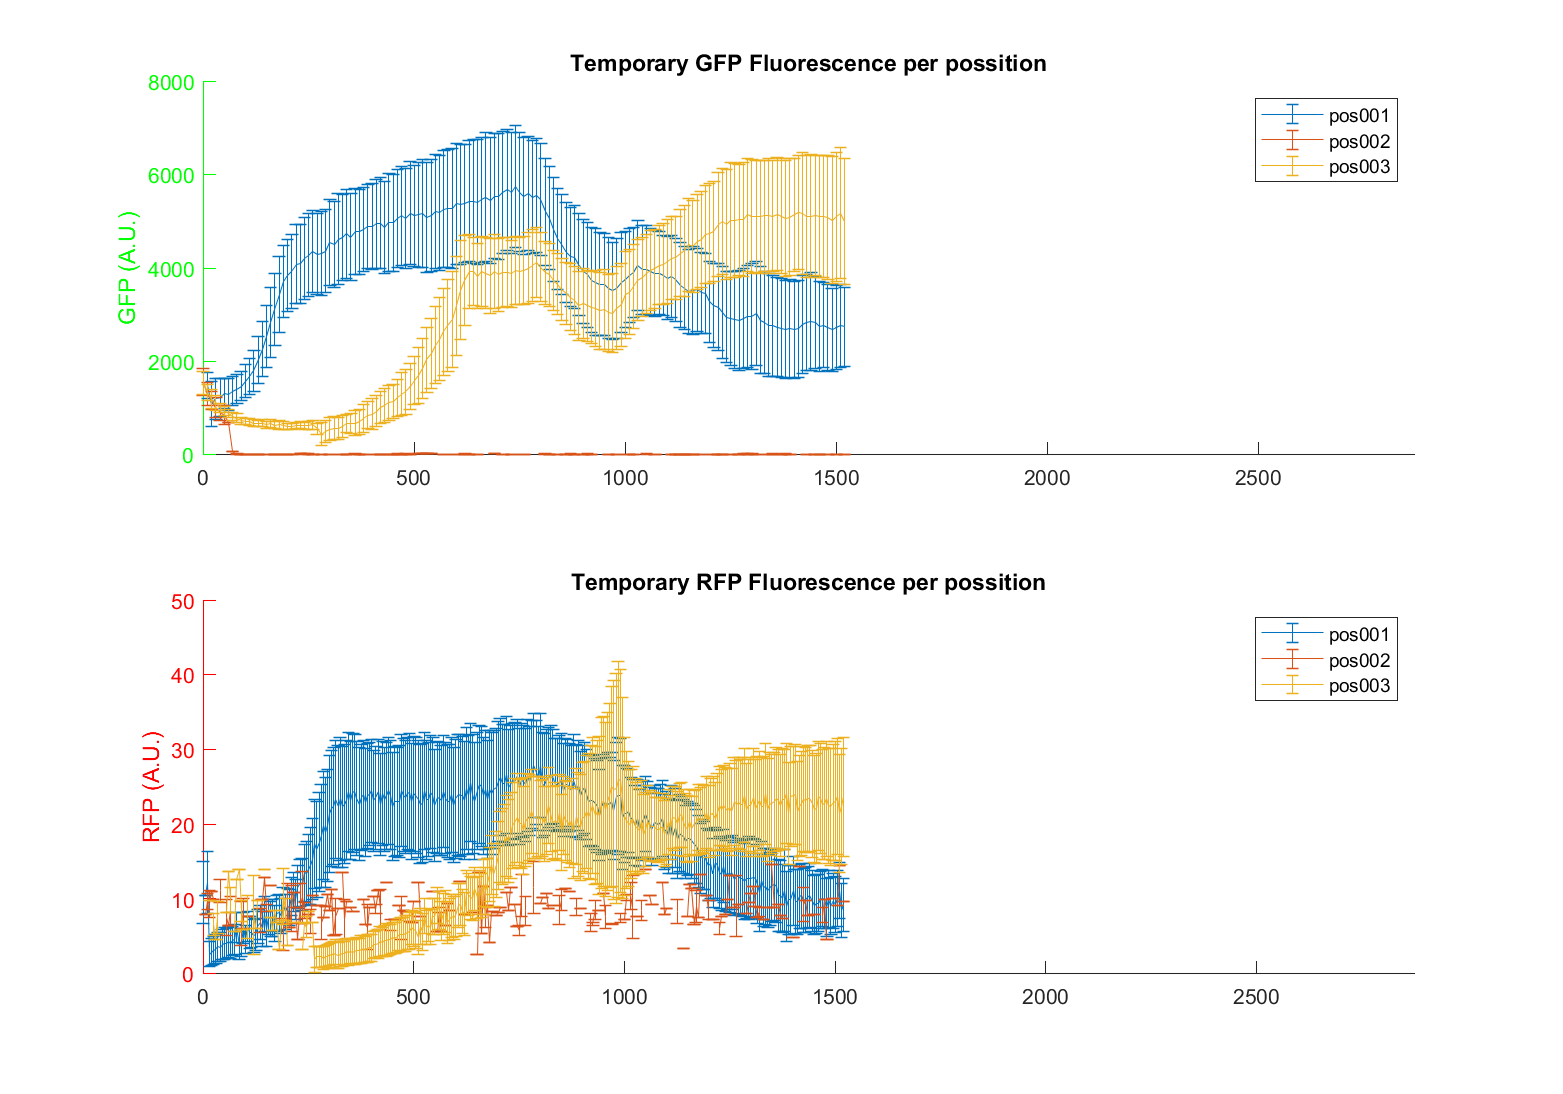 Temporary GFP Fluorescence per possition
8000
6000
4000
2000
0
GFP (A.U.)
0 500 1000 1500 2000 2500
pos001
pos002
pos003
Temporary RFP Fluorescence per possition
50
40
30
20
10
0
RFP (A.U.)
0 500 1000 1500 2000 2500
pos001
pos002
pos003